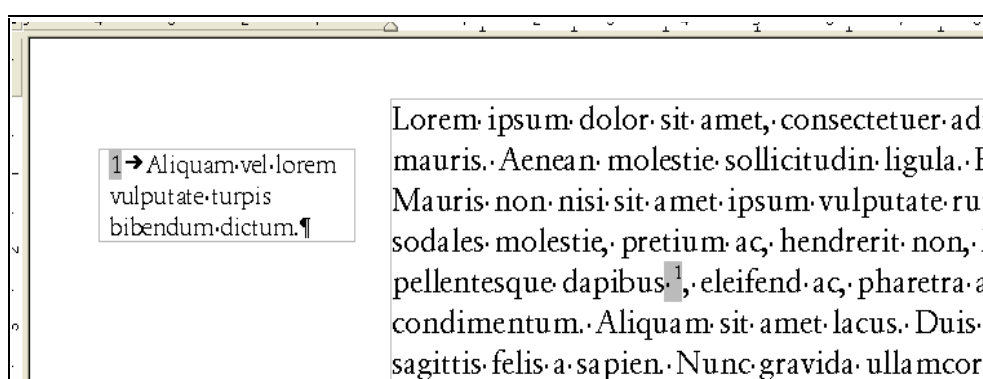 1→Aliquam·vel·lorem
vulputate·turpis
bibendum·dictum.¶
Lorem·ipsum·dolor·sit·amet,·consectetuer·ad
mauris.·Aenean·molestie·sollicitudin·ligula.·
Mauris·non·nisi·sit·amet·ipsum·vulputate·ru
sodales·molestie,·pretium·ac,·hendrerit·non,·
pellentesque·dapibus·1,·eleifend·ac,·pharetra·a
condimentum.·Aliquam·sit·amet·lacus.·Duis·
sagittis·felis·a·sapien.·Nunc·gravida·ullamcor